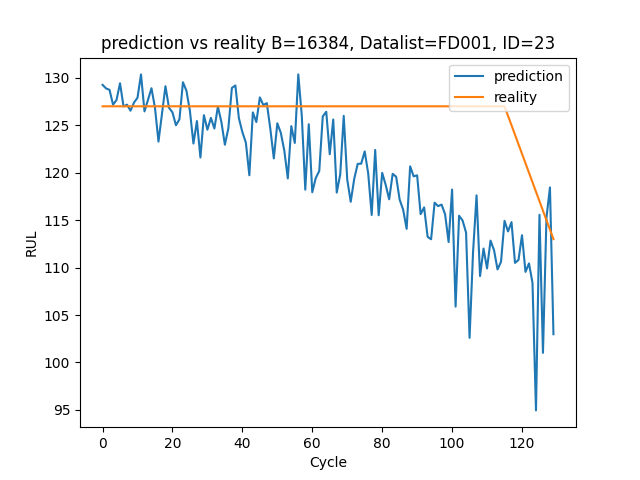 prediction vs reality B=16384, Datalist=FD001, ID=23
prediction
reality
130
125
120
115
110
105
100
95
RUL
0 20 40 60 80 100 120
Cycle